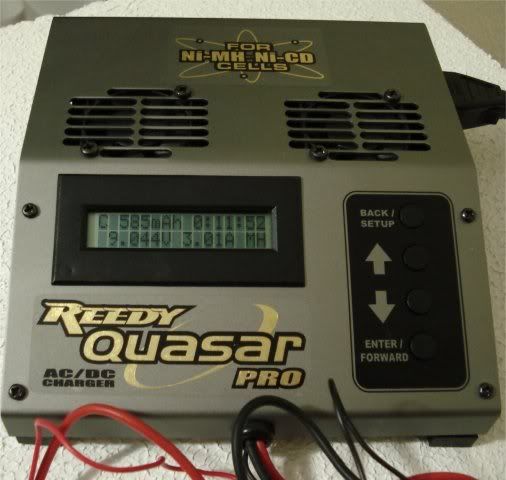 FOR
Ni-MH Ni-CD
CELLS
C 585mAh 0:11:52
9.044V 3.01A MH
BACK /
SETUP
ENTER /
FORWARD
REEDY
Quasar
PRO
AC/DC
CHARGER